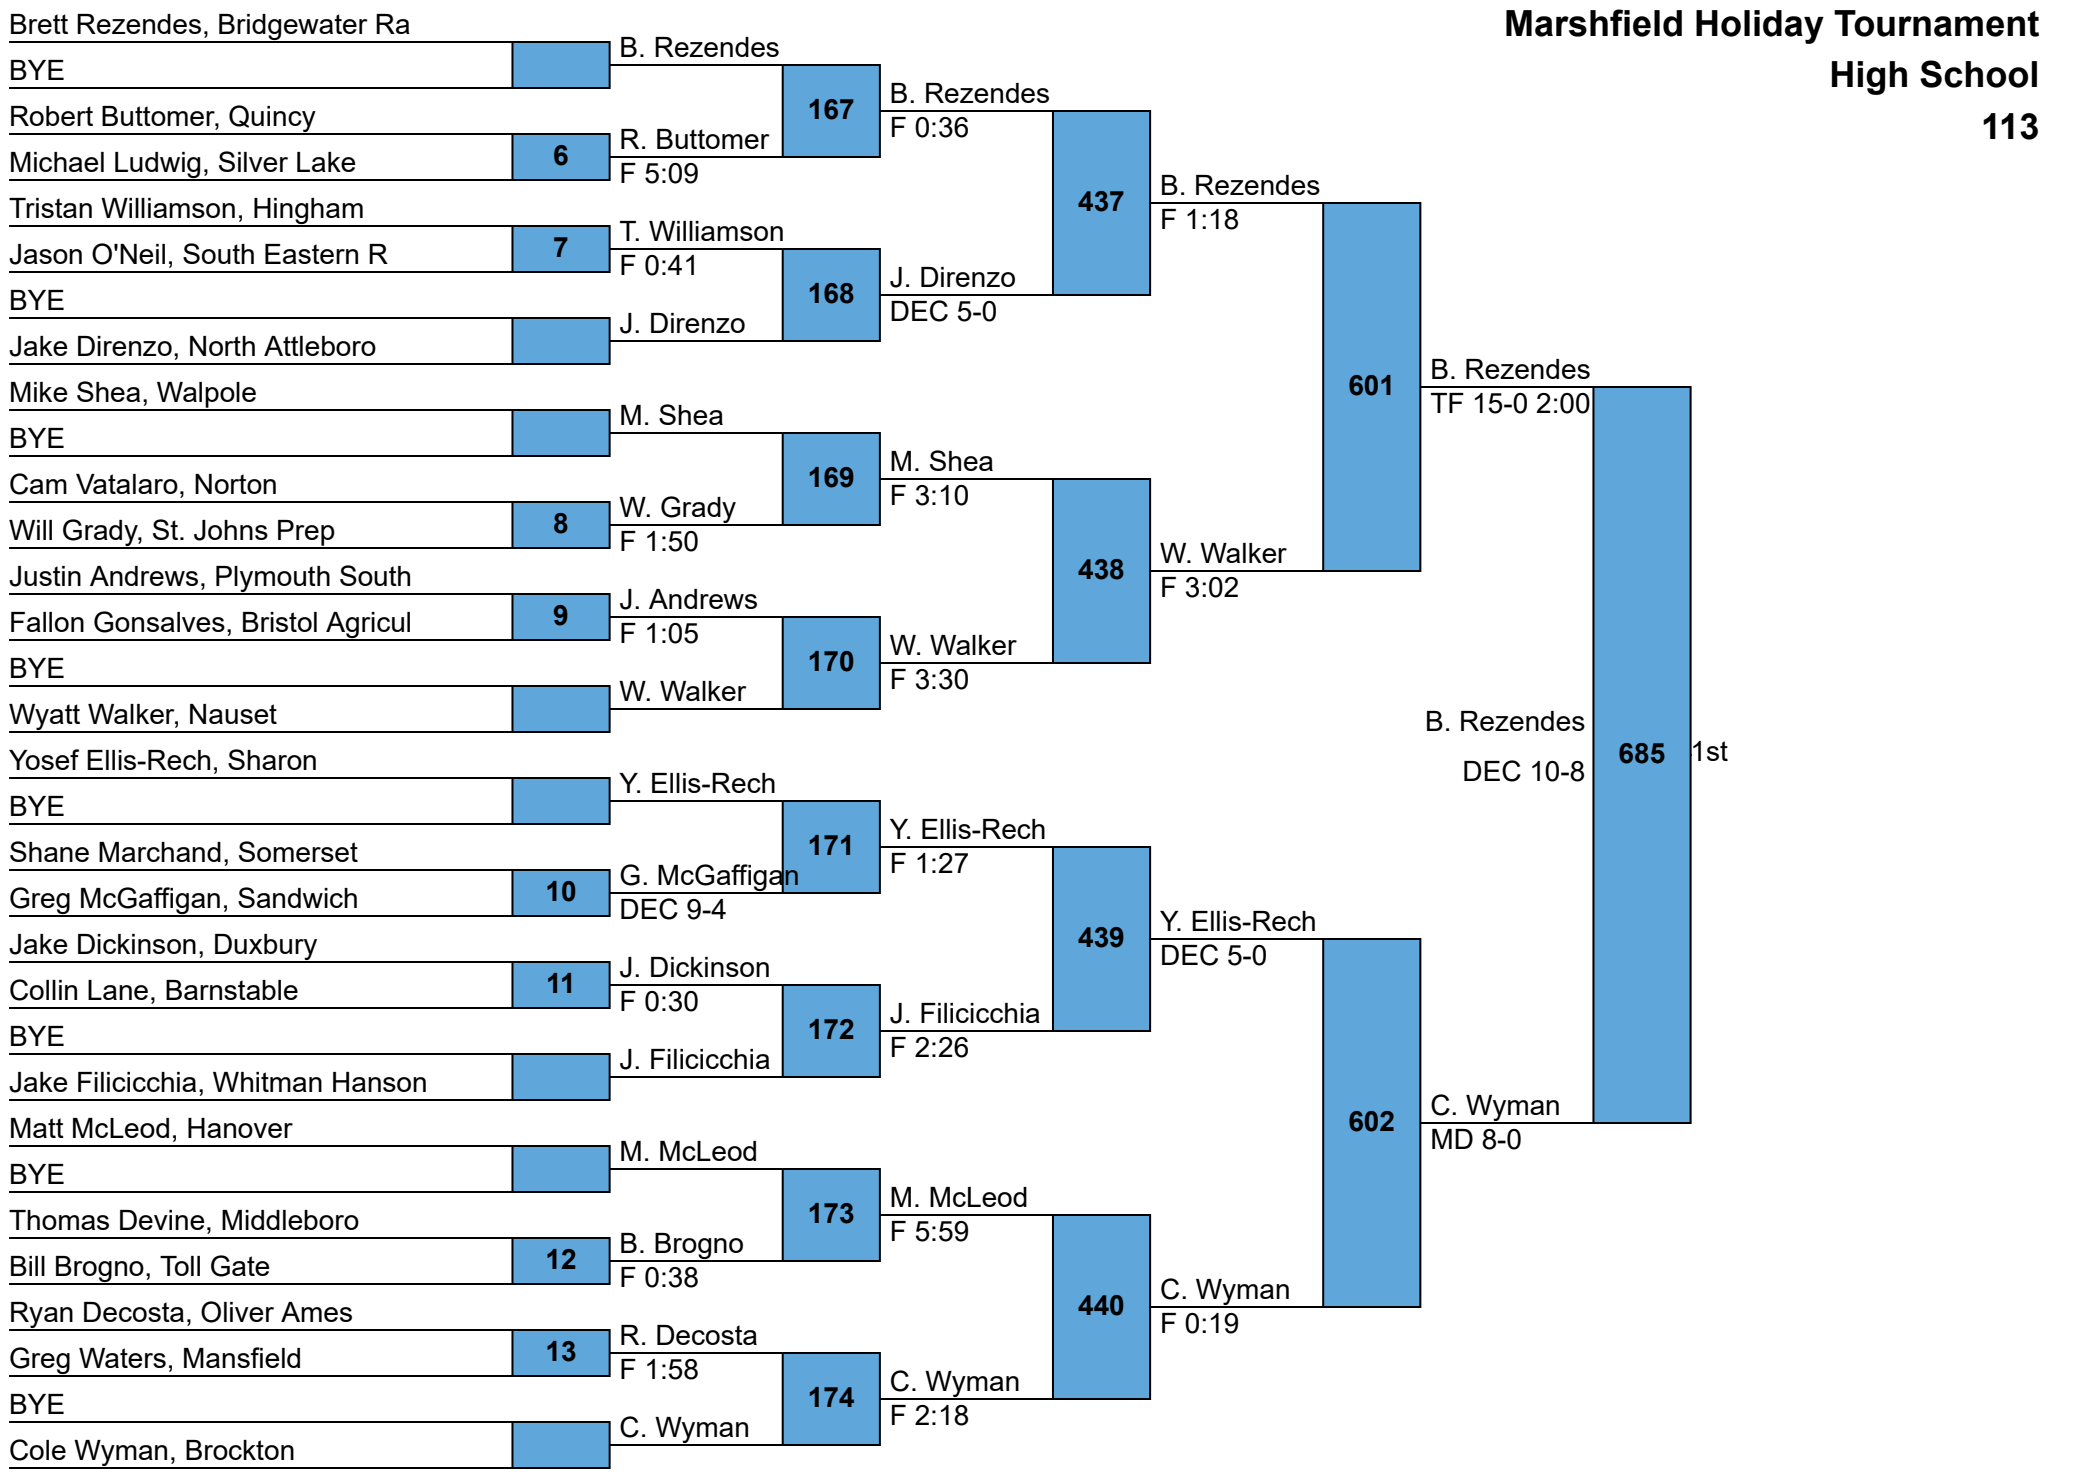 Marshfield Holiday Tournament
High School
113
Brett Rezendes, Bridgewater Ra
BYE
Robert Buttomer, Quincy
6
Michael Ludwig, Silver Lake
Tristan Williamson, Hingham
7
Jason O'Neil, South Eastern R
BYE
Jake Direnzo, North Attleboro
Mike Shea, Walpole
BYE
Cam Vatalaro, Norton
8
Will Grady, St. Johns Prep
Justin Andrews, Plymouth South
9
Fallon Gonsalves, Bristol Agricul
BYE
Wyatt Walker, Nauset
Yosef Ellis-Rech, Sharon
BYE
Shane Marchand, Somerset
10
Greg McGaffigan, Sandwich
Jake Dickinson, Duxbury
11
Collin Lane, Barnstable
BYE
Jake Filicicchia, Whitman Hanson
Matt McLeod, Hanover
BYE
Thomas Devine, Middleboro
12
Bill Brogno, Toll Gate
Ryan Decosta, Oliver Ames
13
Greg Waters, Mansfield
BYE
Cole Wyman, Brockton
B. Rezendes
167
R. Buttomer
F 5:09
T. Williamson
F 0:41
168
J. Direnzo
M. Shea
169
W. Grady
F 1:50
J. Andrews
F 1:05
170
W. Walker
Y. Ellis-Rech
171
G. McGaffigan
DEC 9-4
J. Dickinson
F 0:30
172
J. Filicicchia
M. McLeod
173
B. Brogno
F 0:38
R. Decosta
F 1:58
174
C. Wyman
B. Rezendes
F 0:36
437
J. Direnzo
DEC 5-0
M. Shea
F 3:10
438
W. Walker
F 3:30
Y. Ellis-Rech
F 1:27
439
J. Filicicchia
F 2:26
M. McLeod
F 5:59
440
C. Wyman
F 2:18
B. Rezendes
F 1:18
601
W. Walker
F 3:02
Y. Ellis-Rech
DEC 5-0
602
C. Wyman
F 0:19
B. Rezendes
TF 15-0 2:00
B. Rezendes
DEC 10-8
685
1st
C. Wyman
MD 8-0